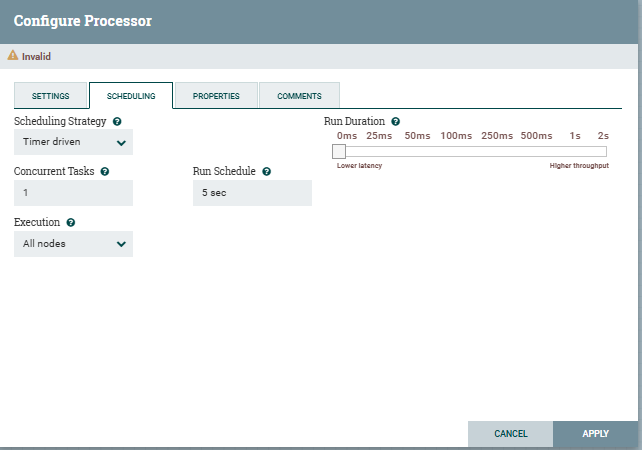 Configure Processor
Invalid
SETTINGS SCHEDULING PROPERTIES COMMENTS
Scheduling Strategy Run Duration
Timer driven
0ms 25ms 50ms 100ms 250ms 500ms 1s 2s
Lower latency Higher throughput
Concurrent Tasks Run Schedule
1 5 sec
Execution
All nodes
CANCEL APPLY